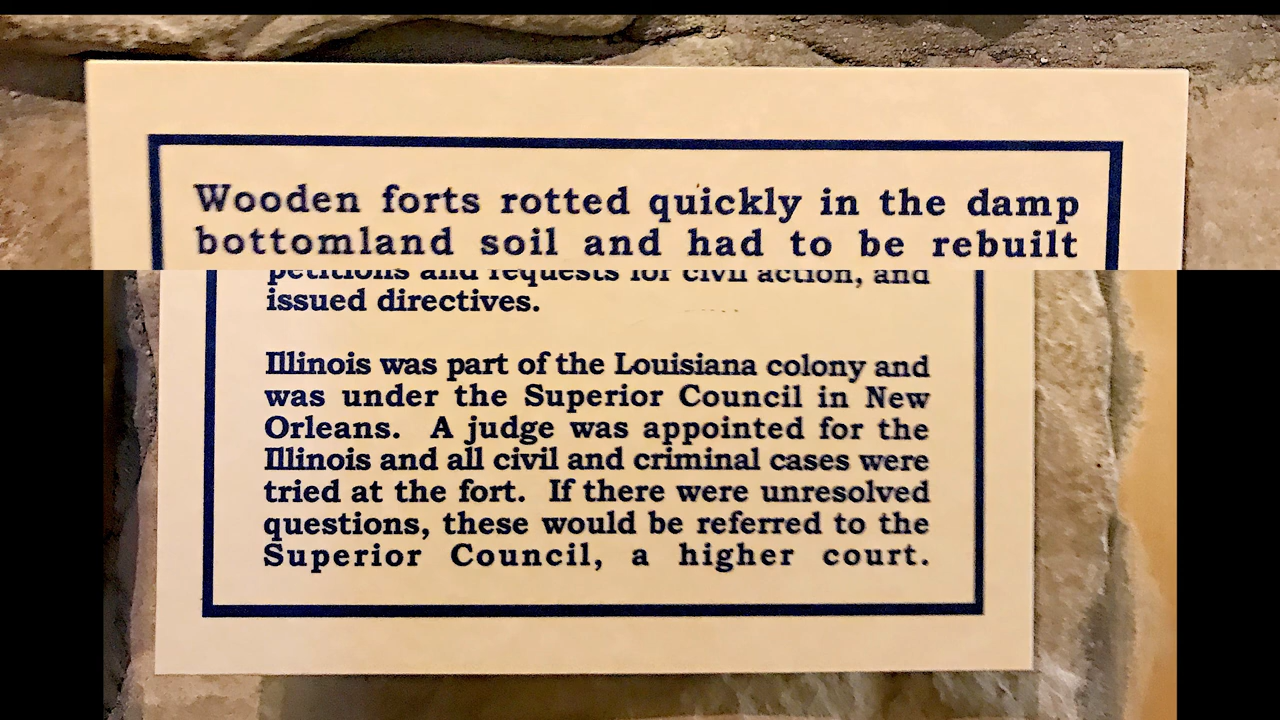 Wooden forts rotted quickly in the damp
bottomland soil and had to be rebuilt
petitions and requests for civil action, and
issued directives.
Illinois was part of the Louisiana colony and
was under the Superior Council in New
Orleans. A judge was appointed for the
Illinois and all civil and criminal cases were
tried at the fort. If there were unresolved
questions, these would be referred to the
Superior Council, a higher court.